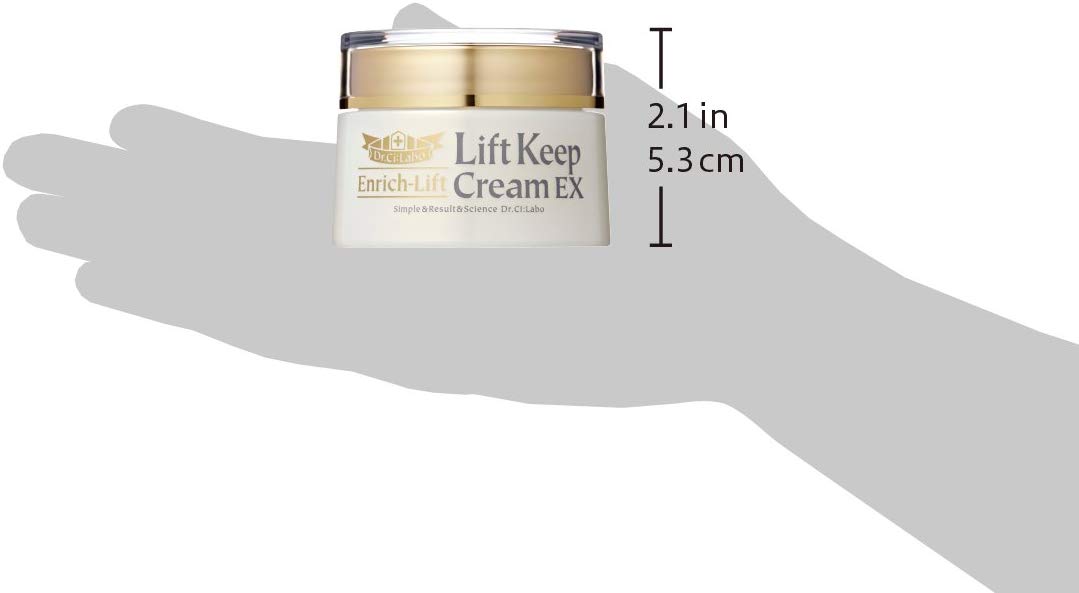 Dr.Ci:Labo
Enrich-Lift
Lift Keep
Cream EX
Simple&Result&Science Dr.Ci:Labo
2.1 in
5.3 cm